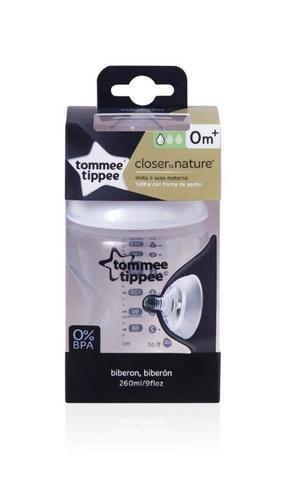 0m+
tommee
tippee
closer to nature
Imita il seno materno
Tetina con forma de pecho
tommee
tippee
0%
BPA
biberon, biberón
260ml/9floz